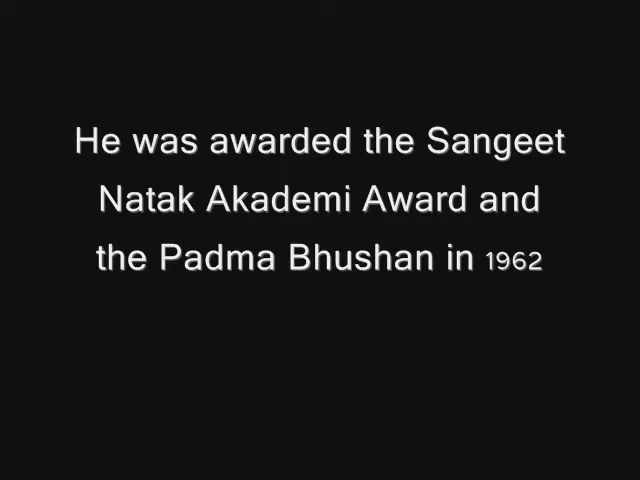 He was awarded the Sangeet
Natak Akademi Award and
the Padma Bhushan in 1962